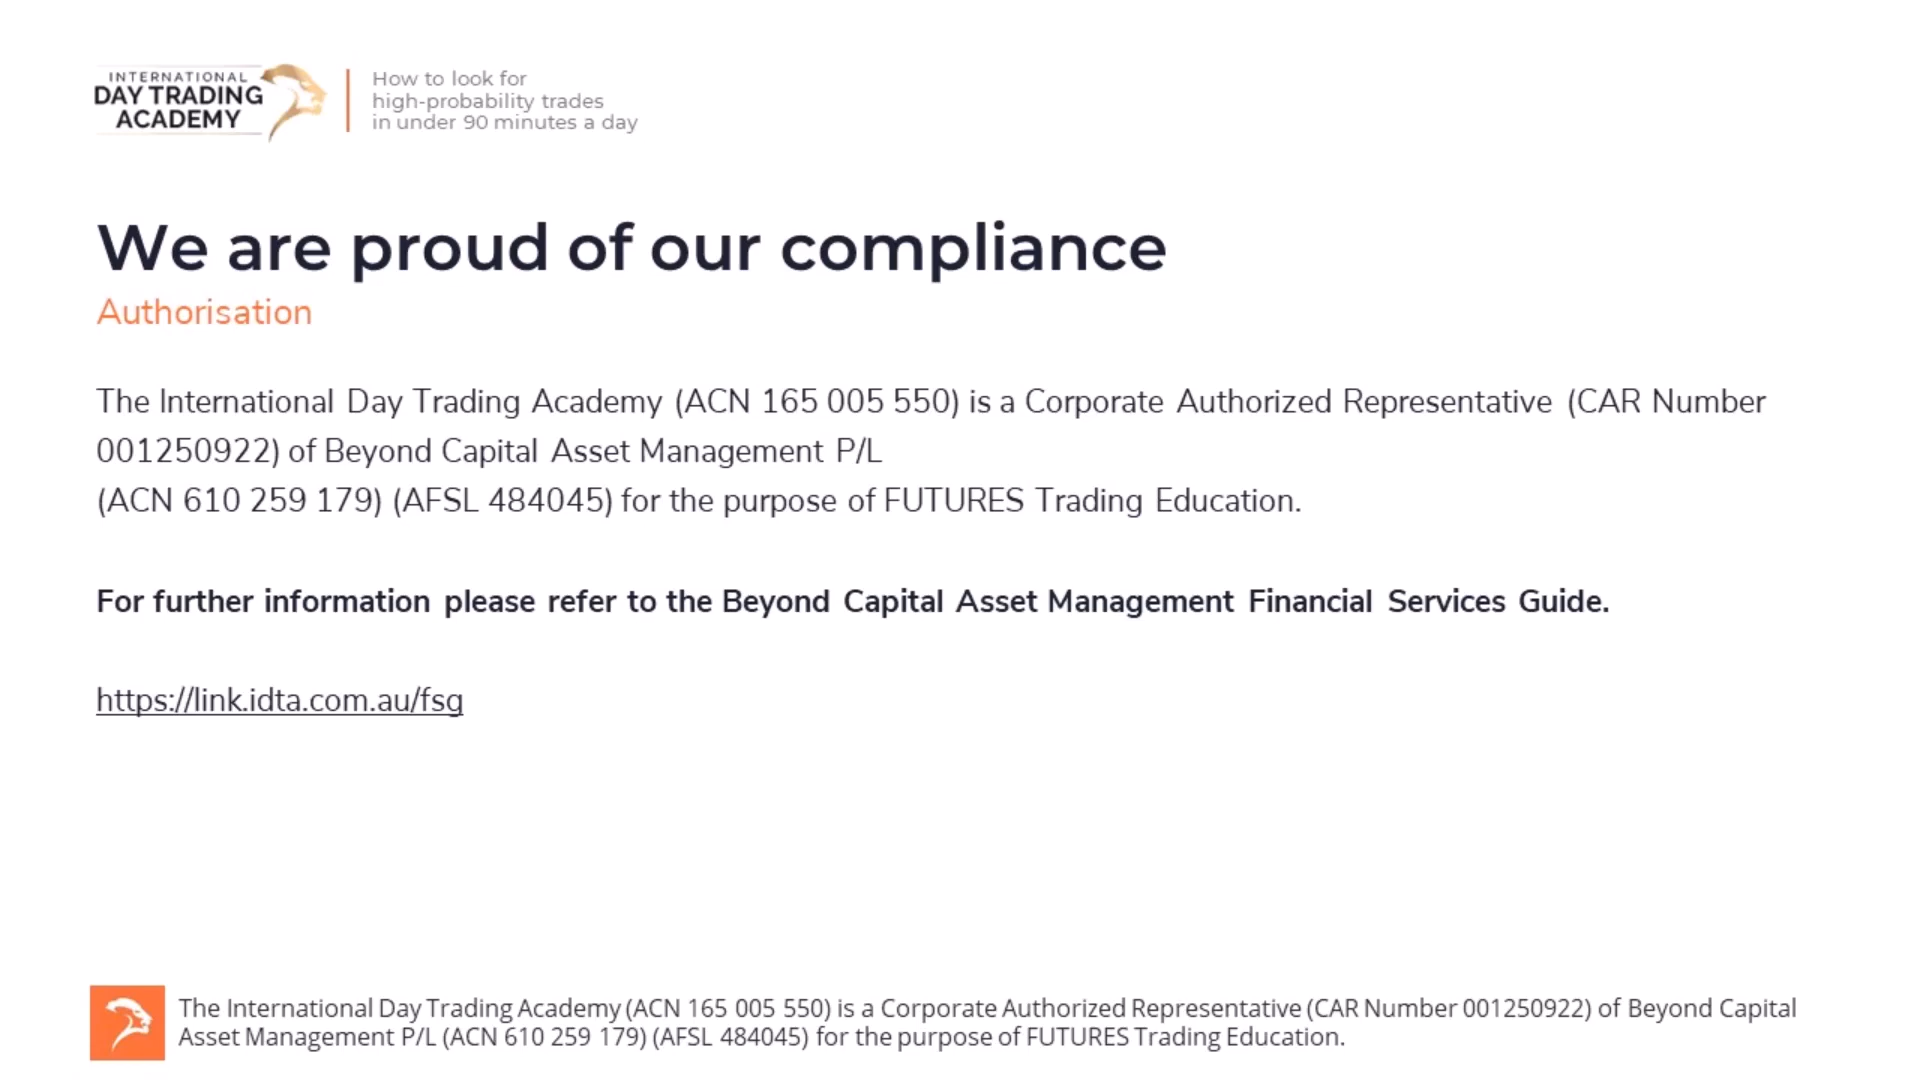 INTERNATIONAL
DAY TRADING
ACADEMY
How to look for
high-probability trades
in under 90 minutes a day
We are proud of our compliance
Authorisation
The International Day Trading Academy (ACN 165 005 550) is a Corporate Authorized Representative (CAR Number
001250922) of Beyond Capital Asset Management P/L
(ACN 610 259 179) (AFSL 484045) for the purpose of FUTURES Trading Education.
For further information please refer to the Beyond Capital Asset Management Financial Services Guide.
https://link.idta.com.au/fsg
The International Day Trading Academy (ACN 165 005 550) is a Corporate Authorized Representative (CAR Number 001250922) of Beyond Capital
Asset Management P/L (ACN 610 259 179) (AFSL 484045) for the purpose of FUTURES Trading Education.